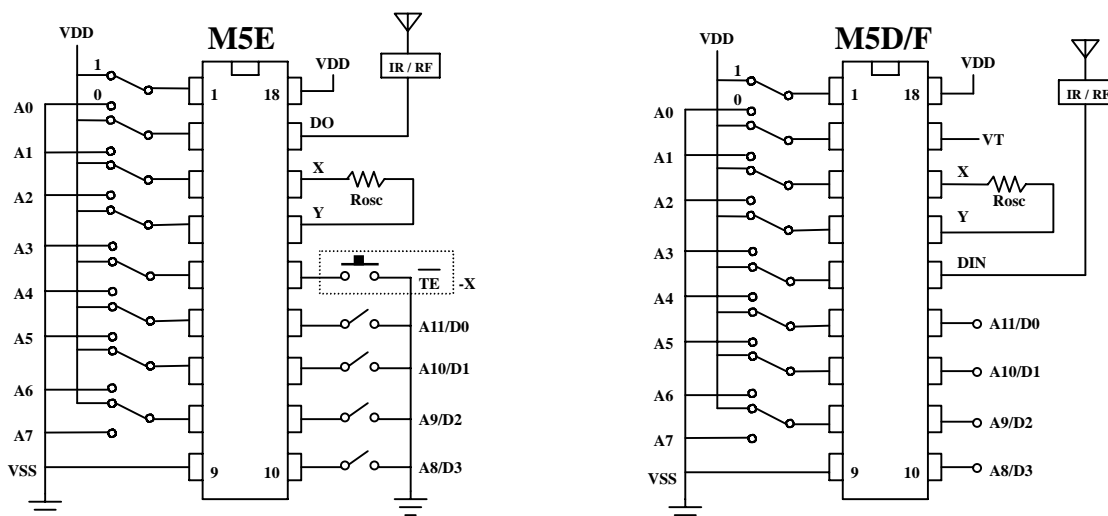 VDD
M5E
IR / RF
1
0
1
18
VDD
A0
DO
A1
X
Rosc
A2
Y
A3
TE
-X
A4
A11/D0
A5
A10/D1
A6
A9/D2
A7
VSS
9
10
A8/D3
VDD
M5D/F
IR / RF
1
0
1
18
VDD
A0
VT
A1
X
Rosc
A2
Y
A3
DIN
A4
A11/D0
A5
A10/D1
A6
A9/D2
A7
VSS
9
10
A8/D3